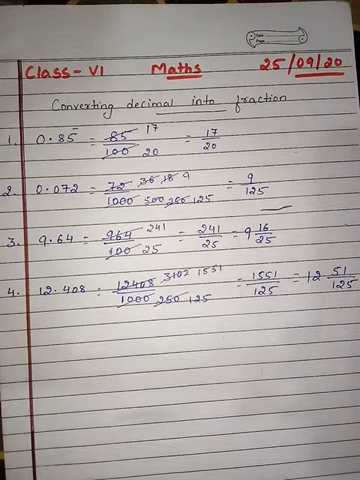 Date
Page
Class-VI Maths 25/09/20
Converting decimal into fraction
1. 0.85 = 85/100 17/20 = 17/20
2. 0.072 = 72/1000 36/500 18/250 9/125 = 9/125
3. 9.64 = 964/100 241/25 = 241/25 = 9 16/25
4. 12.408 = 12408/1000 3102/250 1551/125 = 1551/125 = 12 51/125